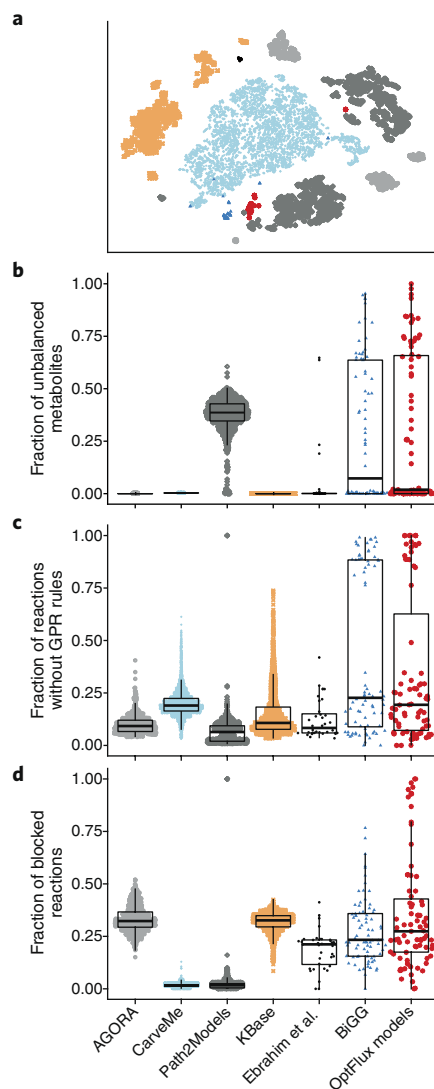 a
b
Fraction of unbalanced
metabolites
1.00
0.75
0.50
0.25
0.00
c
Fraction of reactions
without GPR rules
1.00
0.75
0.50
0.25
0.00
d
Fraction of blocked
reactions
1.00
0.75
0.50
0.25
0.00
AGORA
CarveMe
Path2Models
KBase
Ebrahim et al.
BiGG
OptFlux models